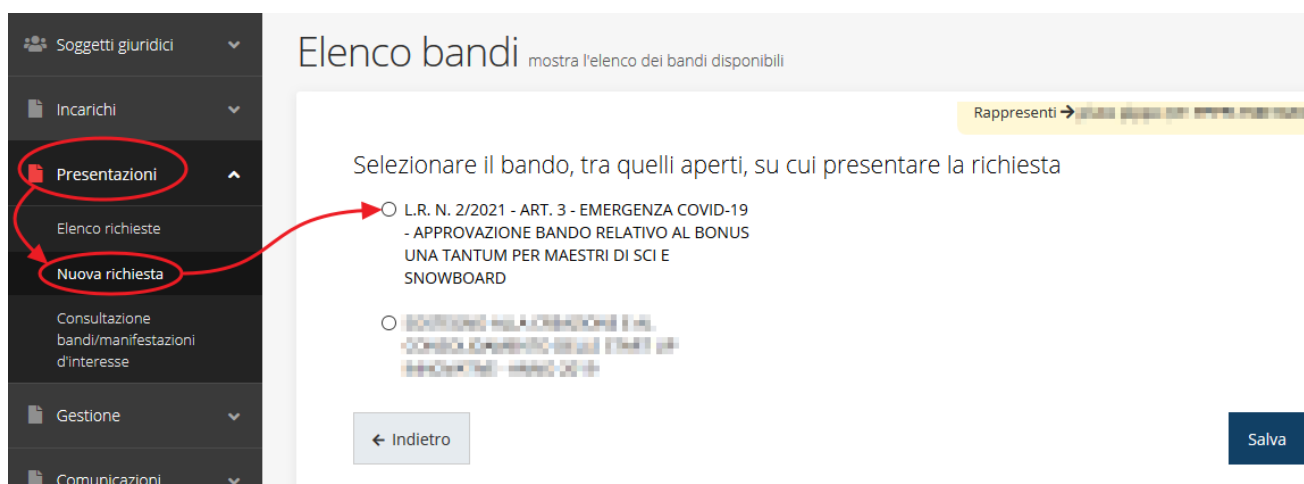 Soggetti giuridici
Incarichi
Presentazioni
Elenco richieste
Nuova richiesta
Consultazione
bandi/manifestazioni
d'interesse
Gestione
Comunicazioni
Elenco bandi mostra l'elenco dei bandi disponibili
Rappresenti
Selezionare il bando, tra quelli aperti, su cui presentare la richiesta
L.R. N. 2/2021 - ART. 3 - EMERGENZA COVID-19
- APPROVAZIONE BANDO RELATIVO AL BONUS
UNA TANTUM PER MAESTRI DI SCI E
SNOWBOARD
Indietro
Salva